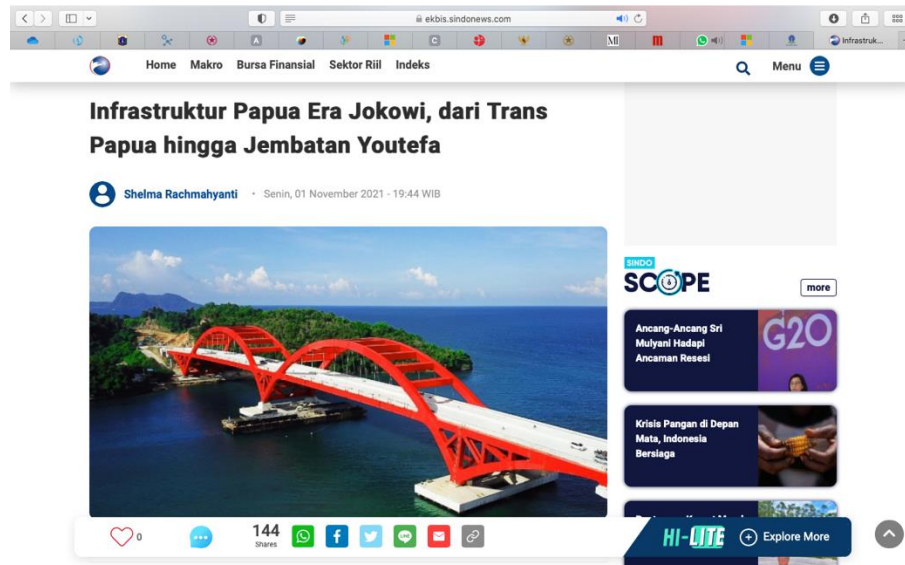 ekbis.sindonews.com
A
C
MI
m
Infrastruk...
Home Makro Bursa Finansial Sektor Riil Indeks
Menu
Infrastruktur Papua Era Jokowi, dari Trans
Papua hingga Jembatan Youtefa
Shelma Rachmahyanti • Senin, 01 November 2021 - 19:44 WIB
SINDO
SCOPE
more
Ancang-Ancang Sri
Mulyani Hadapi
Ancaman Resesi
G20
Krisis Pangan di Depan
Mata, Indonesia
Bersiaga
0
144
Shares
f
LINE
HI-LITE
Explore More